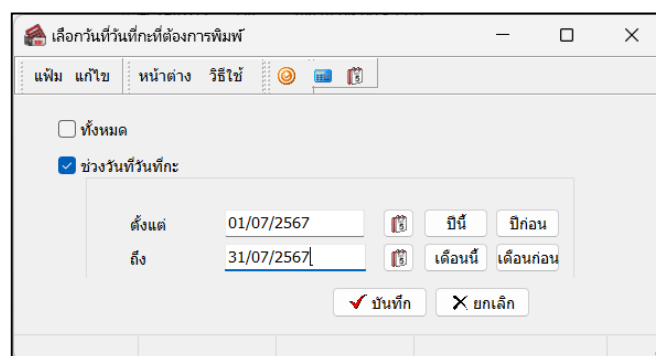 เลือกวันที่วันที่กะที่ต้องการพิมพ์
แฟ้ม แก้ไข หน้าต่าง วิธีใช้
ทั้งหมด
ช่วงวันที่วันที่กะ
ตั้งแต่ 01/07/2567 ปีนี้ ปีก่อน
ถึง 31/07/2567 เดือนนี้ เดือนก่อน
บันทึก ยกเลิก